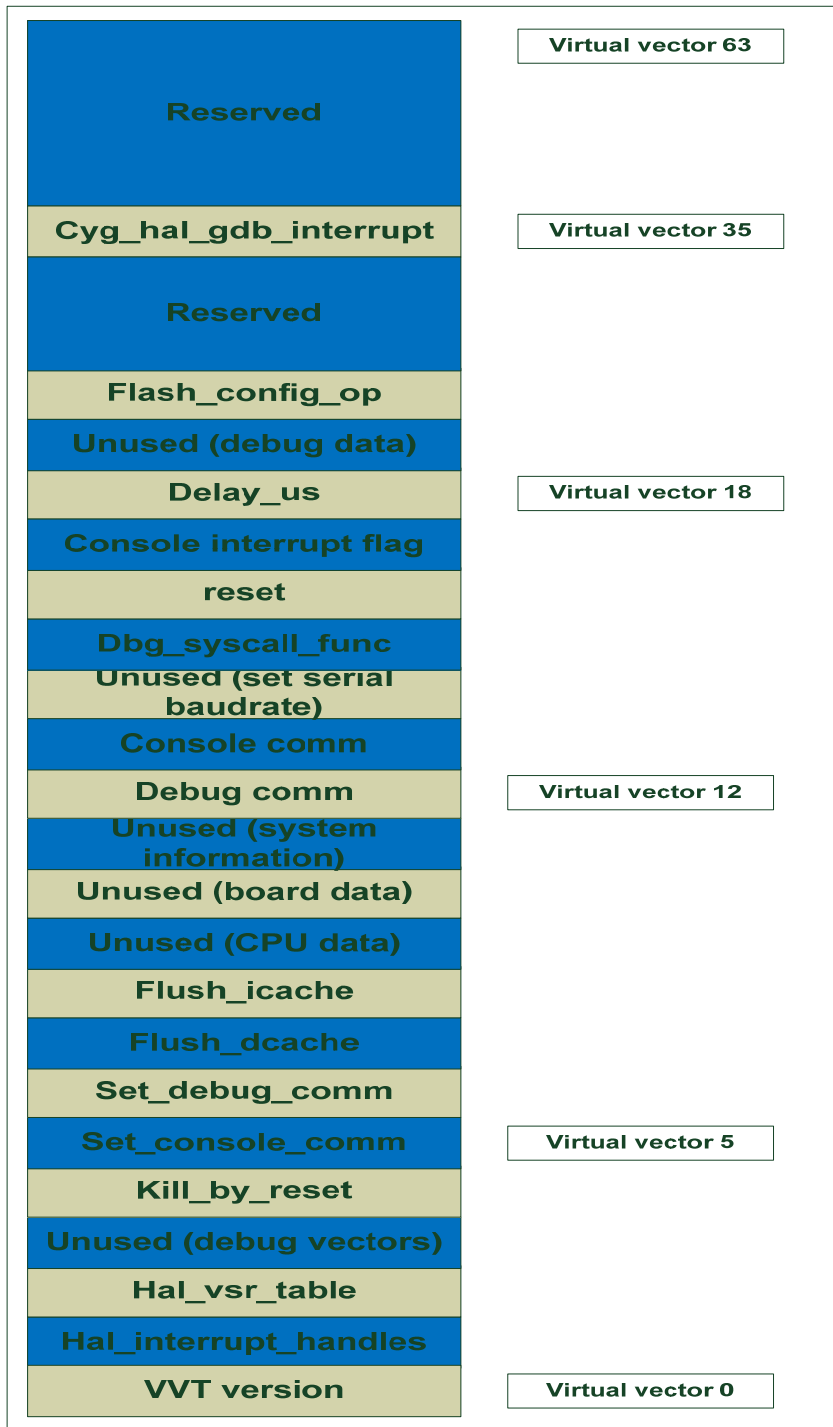 Virtual vector 63
Reserved
Cyg_hal_gdb_interrupt
Virtual vector 35
Reserved
Flash_config_op
Unused (debug data)
Delay_us
Virtual vector 18
Console interrupt flag
reset
Dbg_syscall_func
Unused (set serial
baudrate)
Console comm
Debug comm
Virtual vector 12
Unused (system
information)
Unused (board data)
Unused (CPU data)
Flush_icache
Flush_dcache
Set_debug_comm
Set_console_comm
Virtual vector 5
Kill_by_reset
Unused (debug vectors)
Hal_vsr_table
Hal_interrupt_handles
VVT version
Virtual vector 0